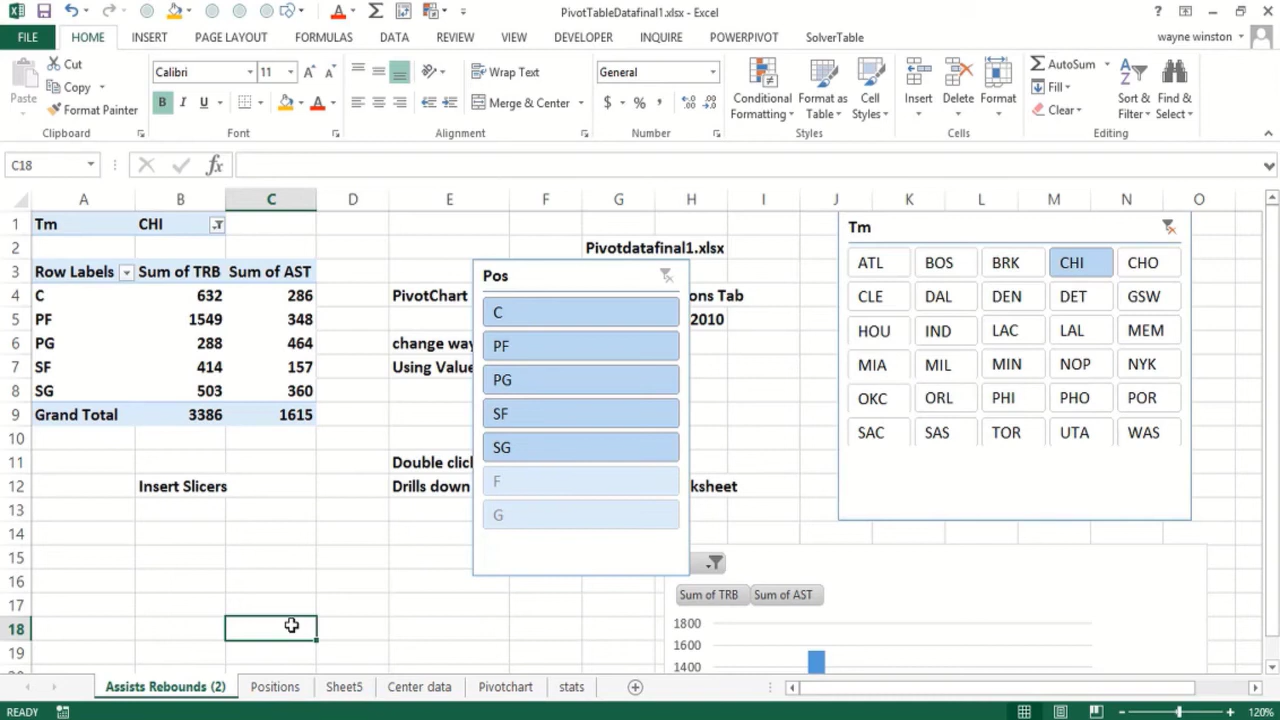 PivotTableDatafinal1.xlsx - Excel
FILE HOME INSERT PAGE LAYOUT FORMULAS DATA REVIEW VIEW DEVELOPER INQUIRE POWERPIVOT SolverTable wayne winston
Paste
Cut
Copy
Format Painter
Clipboard
Calibri 11
B I U
Font
Wrap Text
Merge & Center
Alignment
General
$ % ,
Number
Conditional Formatting
Format as Table
Cell Styles
Styles
Insert Delete Format
Cells
AutoSum
Fill
Clear
Sort & Filter
Find & Select
Editing
C18 fx
A B C D E F G H I J K L M N O
1 Tm CHI
2 Pivotdatafinal1.xlsx
3 Row Labels Sum of TRB Sum of AST
4 C 632 286 PivotChart ons Tab
5 PF 1549 348 2010
6 PG 288 464 change way
7 SF 414 157 Using Value
8 SG 503 360
9 Grand Total 3386 1615
10
11 Double click
12 Insert Slicers Drills down ksheet
13
14
15
16
17
18
19
Pos
C
PF
PG
SF
SG
F
G
Tm
ATL BOS BRK CHI CHO
CLE DAL DEN DET GSW
HOU IND LAC LAL MEM
MIA MIL MIN NOP NYK
OKC ORL PHI PHO POR
SAC SAS TOR UTA WAS
Sum of TRB Sum of AST
1800
1600
1400
Assists Rebounds (2) Positions Sheet5 Center data Pivotchart stats
READY 120%